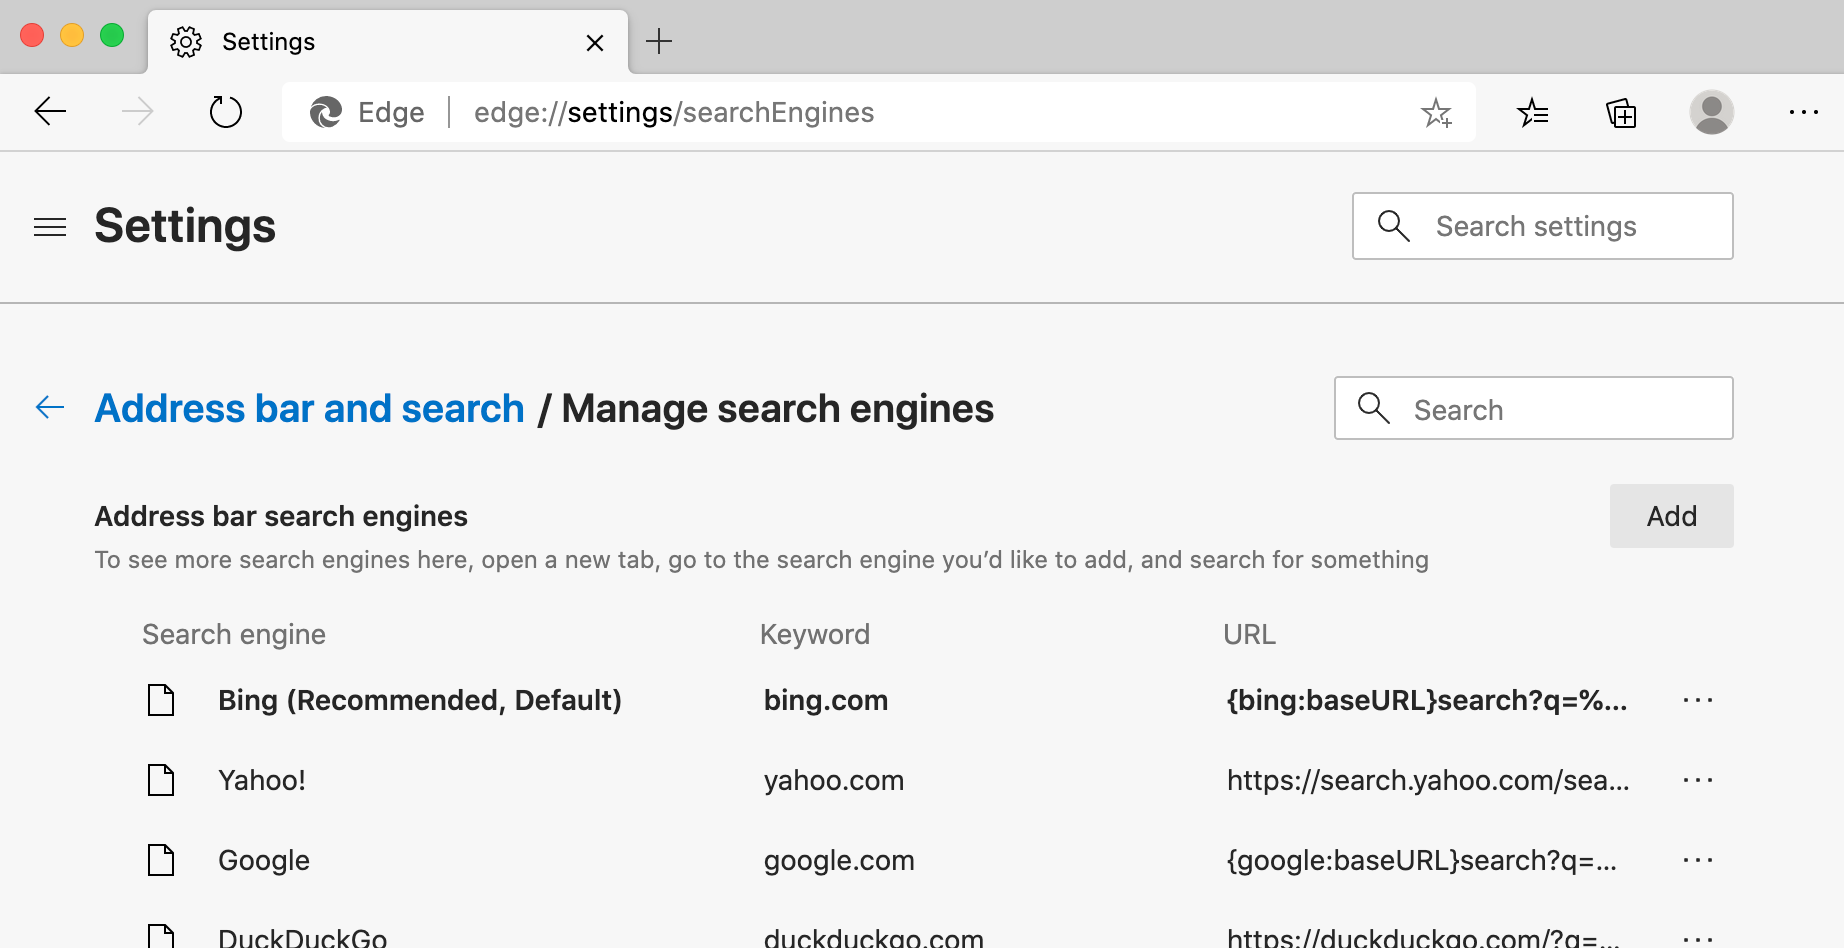 Settings
Edge edge://settings/searchEngines
Settings
Search settings
Address bar and search / Manage search engines
Search
Address bar search engines
Add
To see more search engines here, open a new tab, go to the search engine you’d like to add, and search for something
Search engine Keyword URL
Bing (Recommended, Default) bing.com {bing:baseURL}search?q=%...
Yahoo! yahoo.com https://search.yahoo.com/sea...
Google google.com {google:baseURL}search?q=...
DuckDuckGo duckduckgo.com https://duckduckgo.com/?q=...